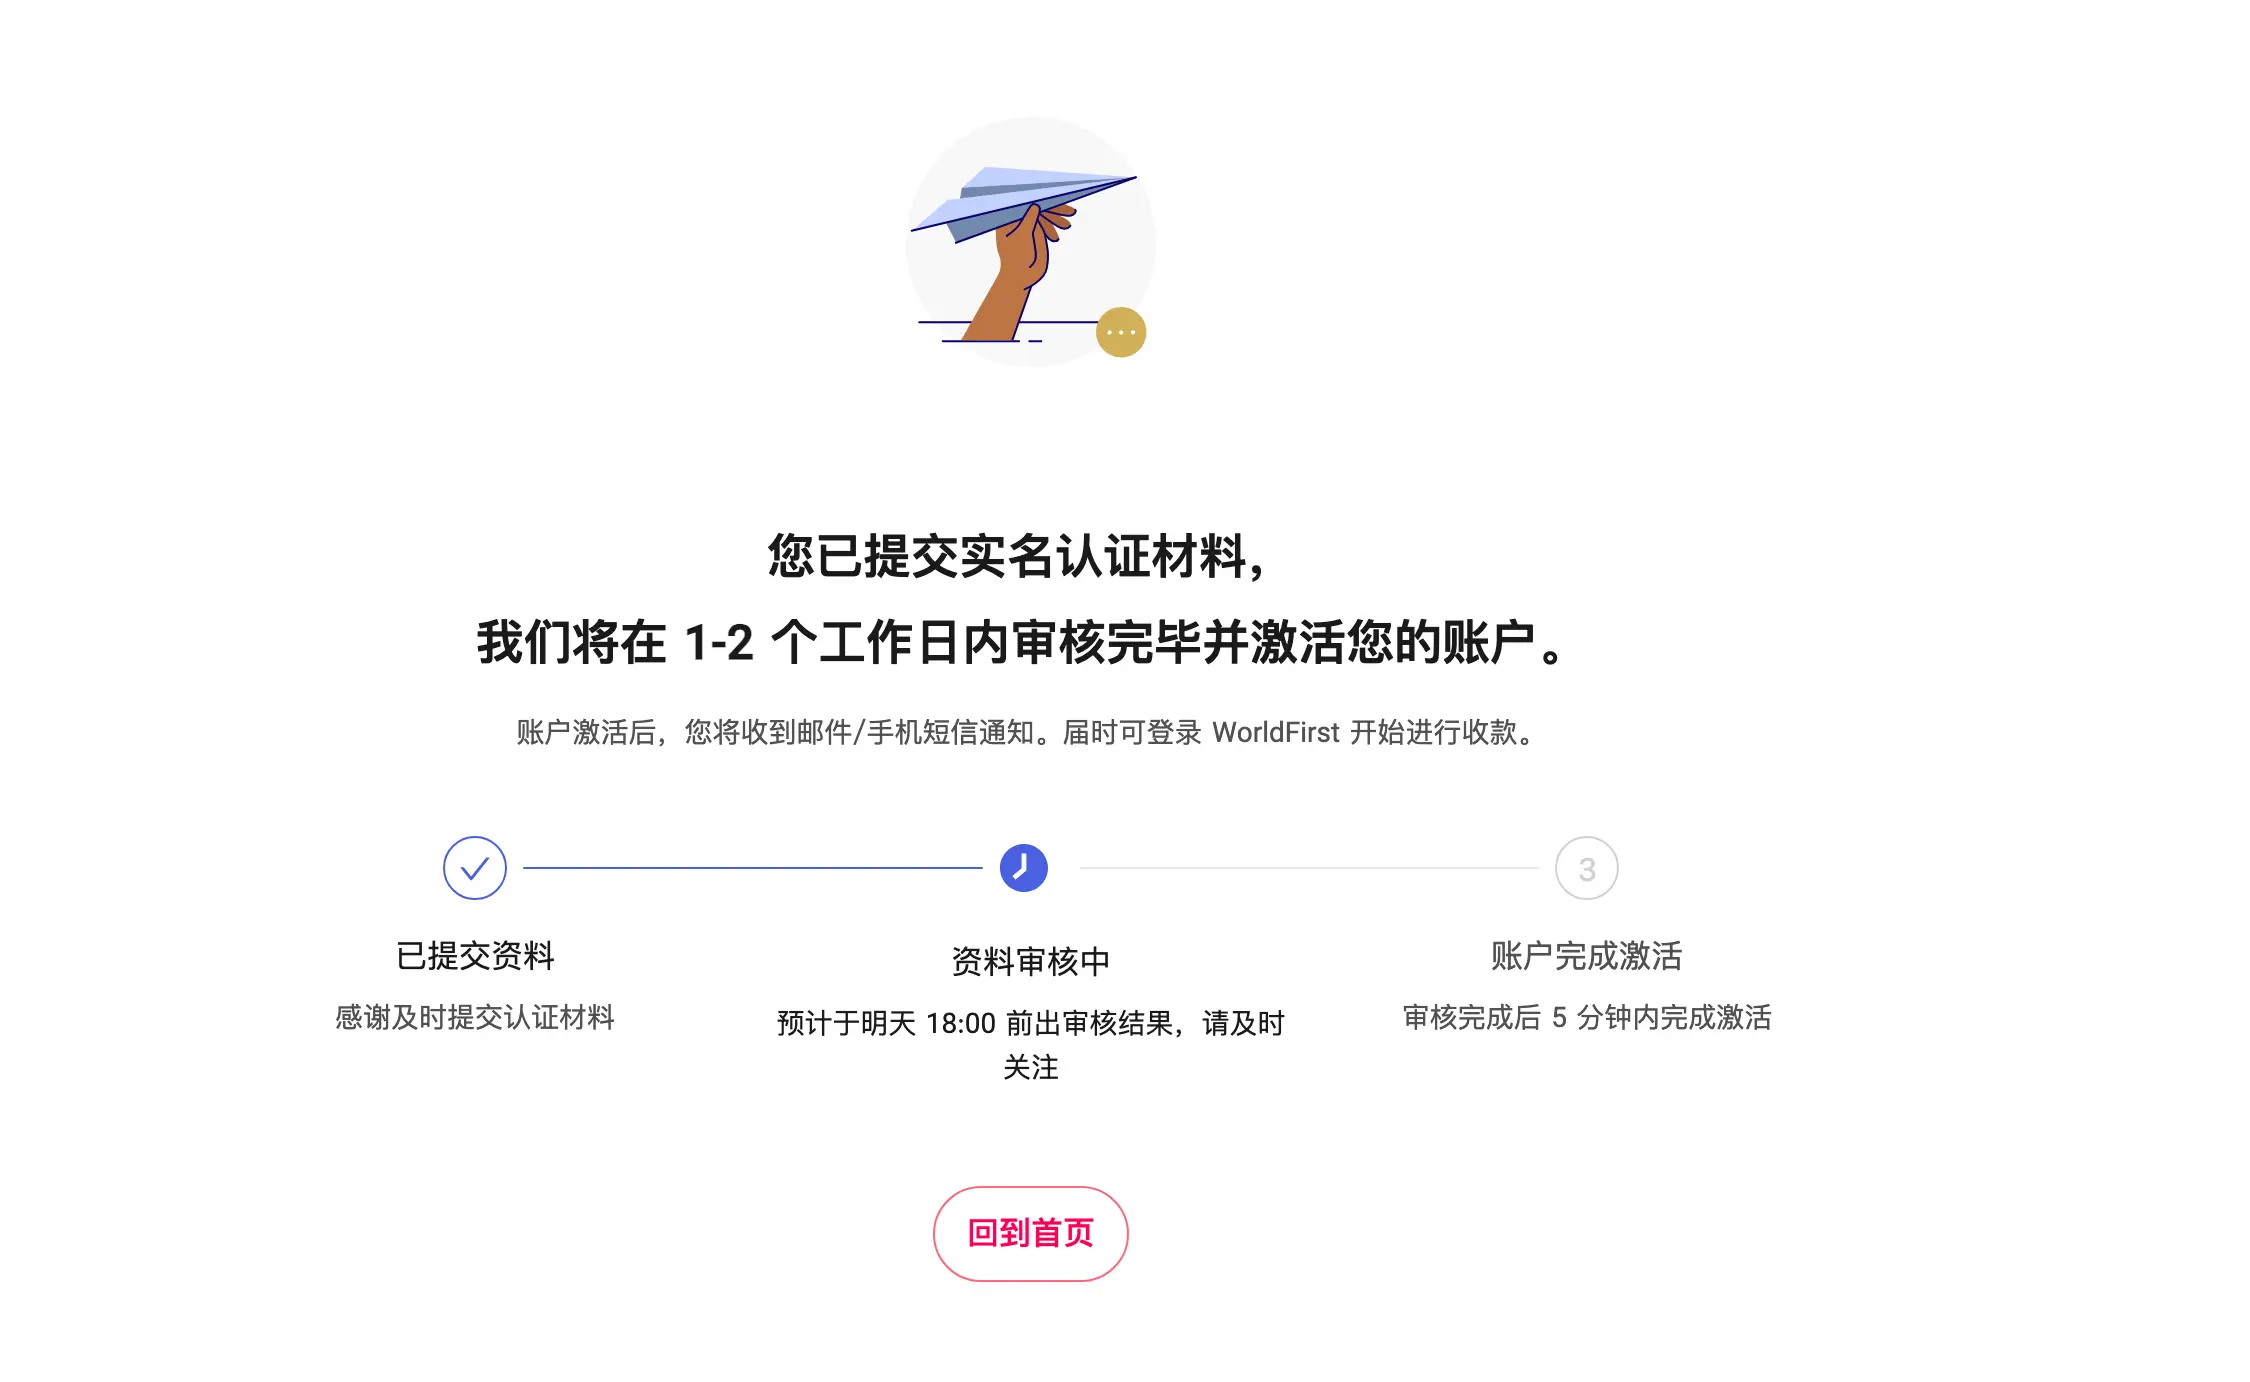 您已提交实名认证材料，
我们将在 1-2 个工作日内审核完毕并激活您的账户。
账户激活后，您将收到邮件/手机短信通知。届时可登录 WorldFirst 开始进行收款。
3
已提交资料
感谢及时提交认证材料
资料审核中
预计于明天 18:00 前出审核结果，请及时
关注
账户完成激活
审核完成后 5 分钟内完成激活
回到首页